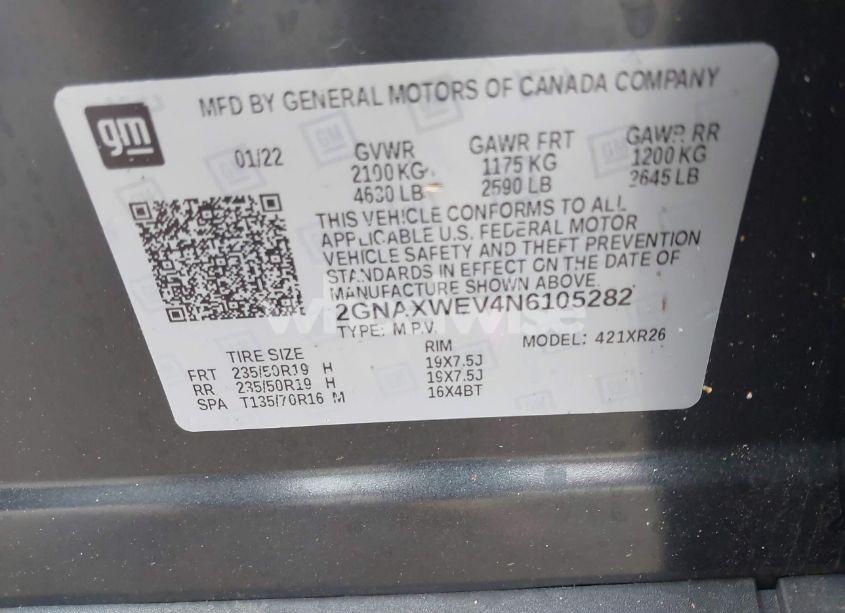 gm
MFD BY GENERAL MOTORS OF CANADA COMPANY
01/22 GVWR GAWR FRT GAWR RR
2100 KG 1175 KG 1200 KG
4630 LB 2590 LB 2645 LB
THIS VEHICLE CONFORMS TO ALL
APPLICABLE U.S. FEDERAL MOTOR
VEHICLE SAFETY AND THEFT PREVENTION
STANDARDS IN EFFECT ON THE DATE OF
MANUFACTURE SHOWN ABOVE.
2GNAXWEV4N6105282
TYPE: M.P.V. MODEL: 421XR26
TIRE SIZE RIM
FRT 235/50R19 H 19X7.5J
RR 235/50R19 H 19X7.5J
SPA T135/70R16 M 16X4BT